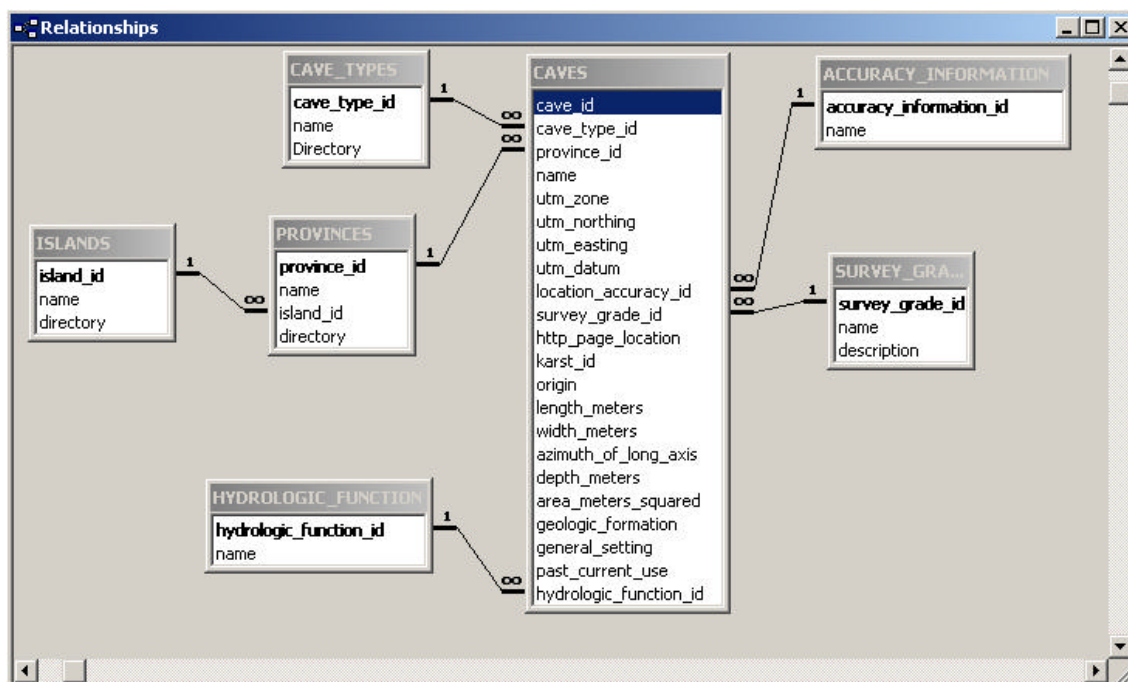 Relationships
CAVE_TYPES
cave_type_id
name
Directory
1
∞
CAVES
cave_id
cave_type_id
province_id
name
utm_zone
utm_northing
utm_easting
utm_datum
location_accuracy_id
survey_grade_id
http_page_location
karst_id
origin
length_meters
width_meters
azimuth_of_long_axis
depth_meters
area_meters_squared
geologic_formation
general_setting
past_current_use
hydrologic_function_id
ACCURACY_INFORMATION
accuracy_information_id
name
1
∞
ISLANDS
island_id
name
directory
1
∞
PROVINCES
province_id
name
island_id
directory
1
∞
SURVEY_GRA...
survey_grade_id
name
description
1
∞
HYDROLOGIC_FUNCTION
hydrologic_function_id
name
1
∞